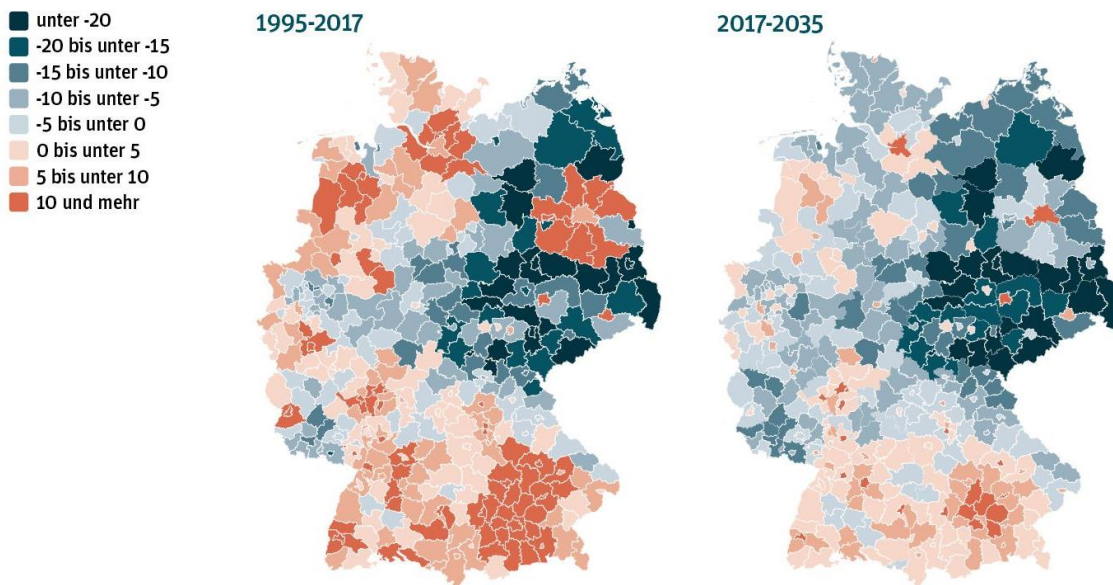 unter -20
-20 bis unter -15
-15 bis unter -10
-10 bis unter -5
-5 bis unter 0
0 bis unter 5
5 bis unter 10
10 und mehr
1995-2017
2017-2035